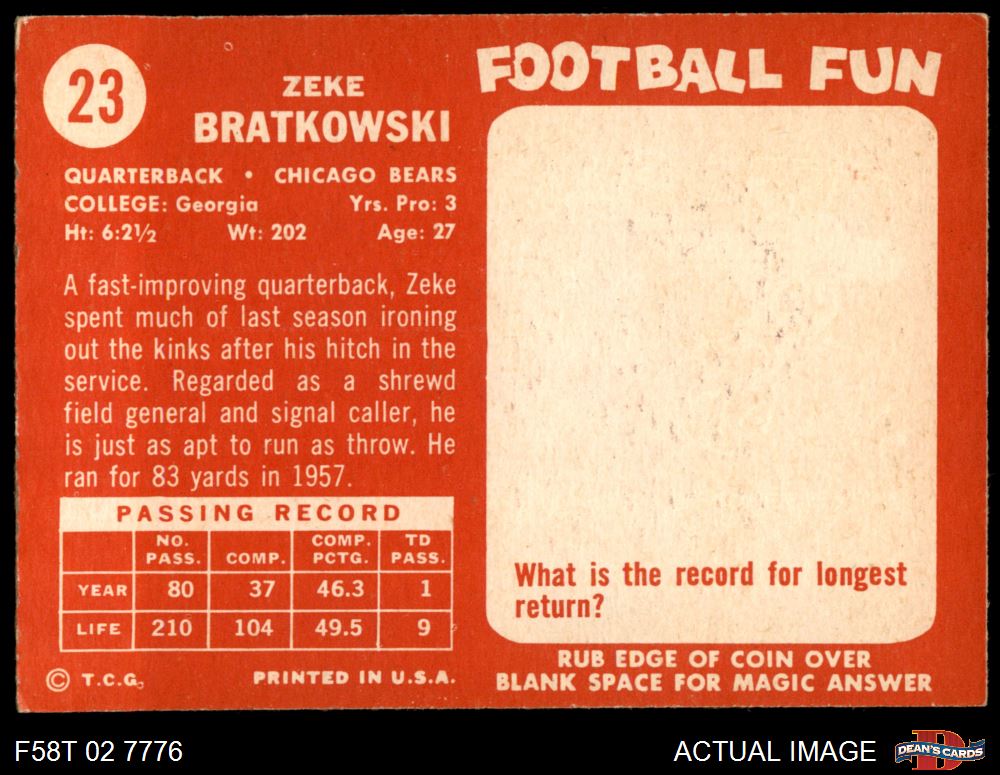 23
ZEKE
BRATKOWSKI
QUARTERBACK • CHICAGO BEARS
COLLEGE: Georgia Yrs. Pro: 3
Ht: 6:2½ Wt: 202 Age: 27
A fast-improving quarterback, Zeke
spent much of last season ironing
out the kinks after his hitch in the
service. Regarded as a shrewd
field general and signal caller, he
is just as apt to run as throw. He
ran for 83 yards in 1957.
PASSING RECORD
NO. PASS. COMP. COMP. PCTG. TD PASS.
YEAR 80 37 46.3 1
LIFE 210 104 49.5 9
© T.C.G. PRINTED IN U.S.A.
FOOTBALL FUN
What is the record for longest
return?
RUB EDGE OF COIN OVER
BLANK SPACE FOR MAGIC ANSWER
F58T 02 7776
ACTUAL IMAGE
D
DEAN'S CARDS